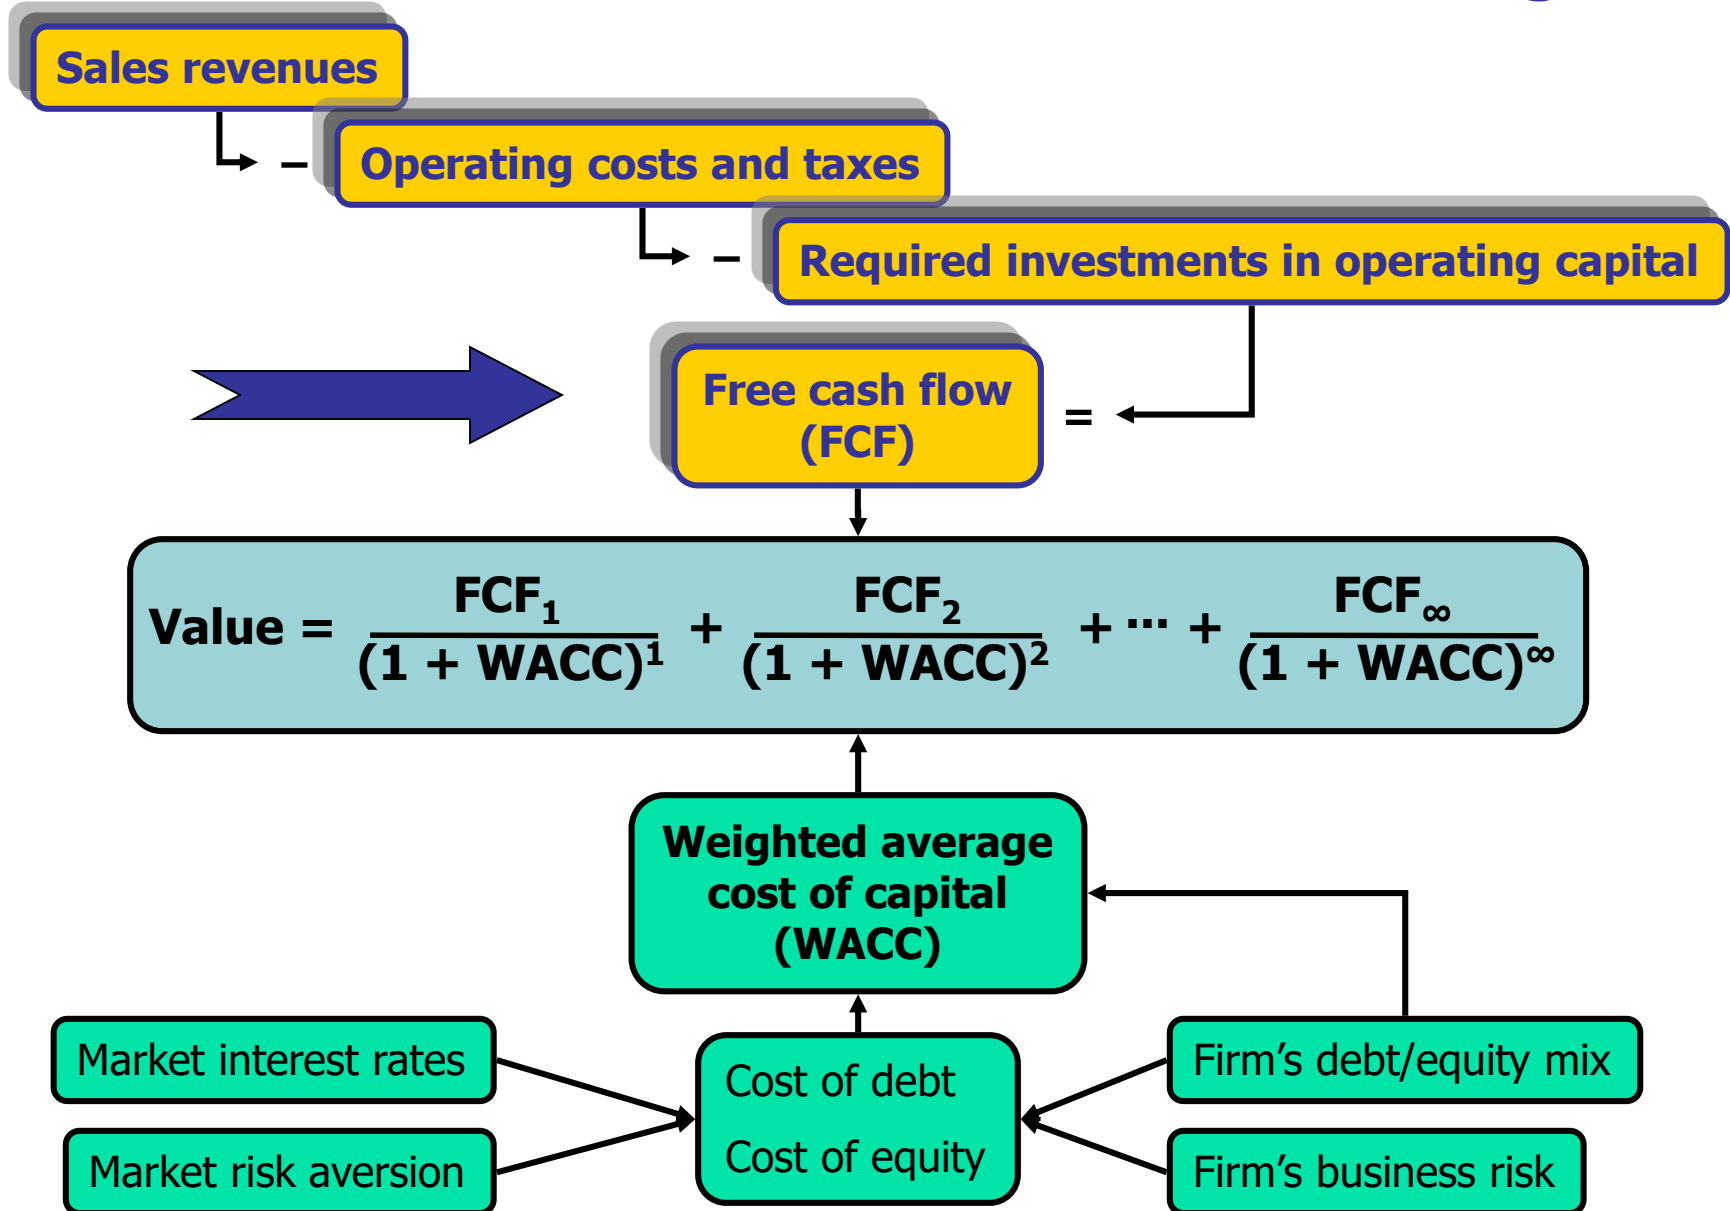 Sales revenues
– Operating costs and taxes
– Required investments in operating capital
Free cash flow
(FCF)
=
Value = FCF₁ / (1 + WACC)¹ + FCF₂ / (1 + WACC)² + ... + FCF∞ / (1 + WACC)^∞
Weighted average
cost of capital
(WACC)
Market interest rates
Market risk aversion
Cost of debt
Cost of equity
Firm’s debt/equity mix
Firm’s business risk